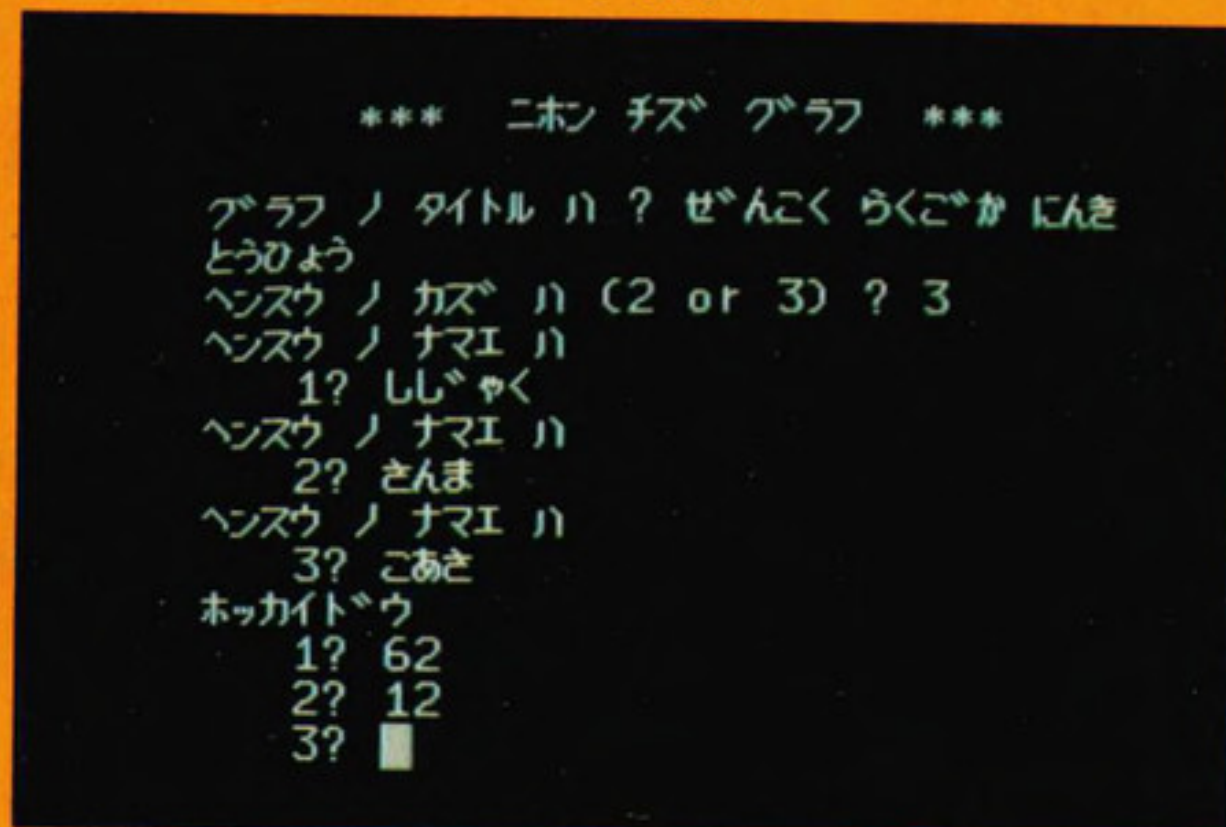 *** ニホン チズ グラフ ***
グラフ ノ タイトル ハ ? ぜんこく らくごか にんき
とうひょう
ヘンスウ ノ カズ ハ (2 or 3) ? 3
ヘンスウ ノ ナマエ ハ
1? ししじゃく
ヘンスウ ノ ナマエ ハ
2? さんま
ヘンスウ ノ ナマエ ハ
3? こあさ
ホッカイドウ
1? 62
2? 12
3?